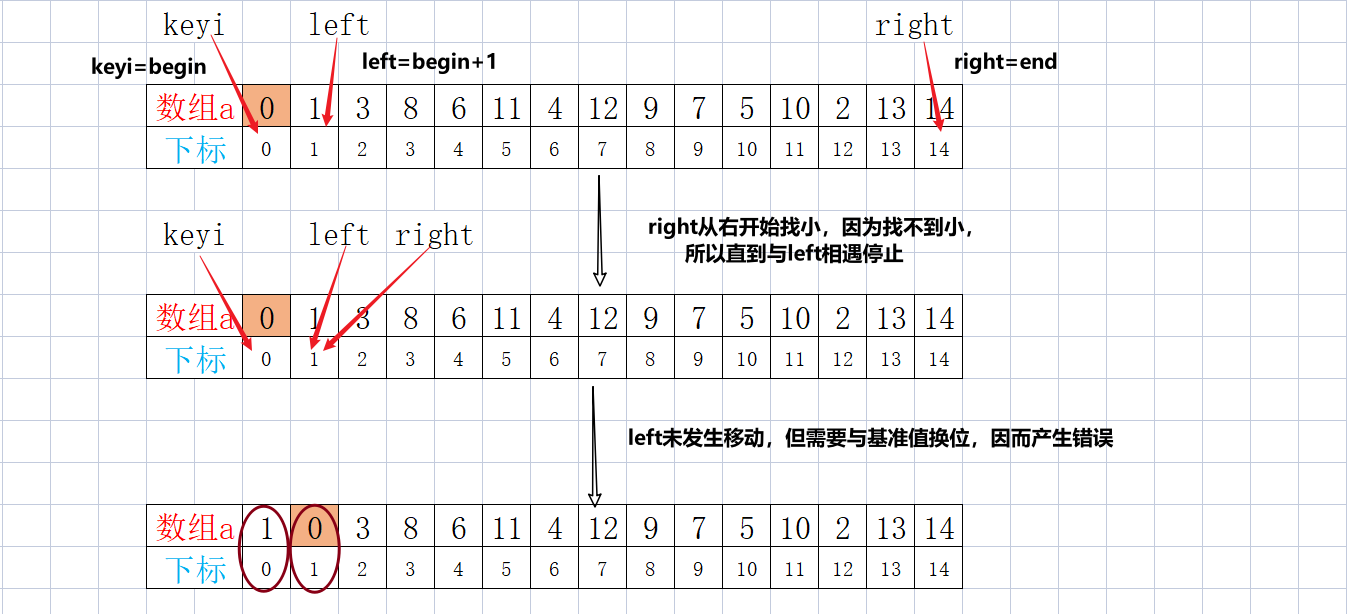 keyi left right
keyi=begin left=begin+1 right=end
数组a 0 1 3 8 6 11 4 12 9 7 5 10 2 13 14
下标 0 1 2 3 4 5 6 7 8 9 10 11 12 13 14
right从右开始找小，因为找不到小，
所以直到与left相遇停止
keyi left right
数组a 0 1 3 8 6 11 4 12 9 7 5 10 2 13 14
下标 0 1 2 3 4 5 6 7 8 9 10 11 12 13 14
left未发生移动，但需要与基准值换位，因而产生错误
数组a 1 0 3 8 6 11 4 12 9 7 5 10 2 13 14
下标 0 1 2 3 4 5 6 7 8 9 10 11 12 13 14